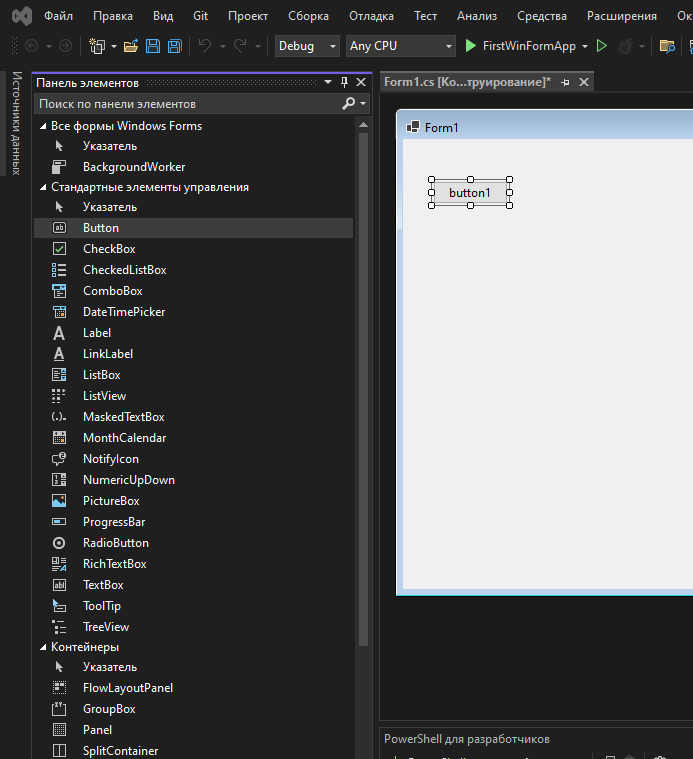 Файл Правка Вид Git Проект Сборка Отладка Тест Анализ Средства Расширения Ок
Debug Any CPU FirstWinFormApp
Источники данных
Панель элементов
Поиск по панели элементов
Все формы Windows Forms
Указатель
BackgroundWorker
Стандартные элементы управления
Указатель
Button
CheckBox
CheckedListBox
ComboBox
DateTimePicker
Label
LinkLabel
ListBox
ListView
MaskedTextBox
MonthCalendar
NotifyIcon
NumericUpDown
PictureBox
ProgressBar
RadioButton
RichTextBox
TextBox
ToolTip
TreeView
Контейнеры
Указатель
FlowLayoutPanel
GroupBox
Panel
SplitContainer
Form1.cs [Ко...труирование]*
Form1
button1
PowerShell для разработчиков